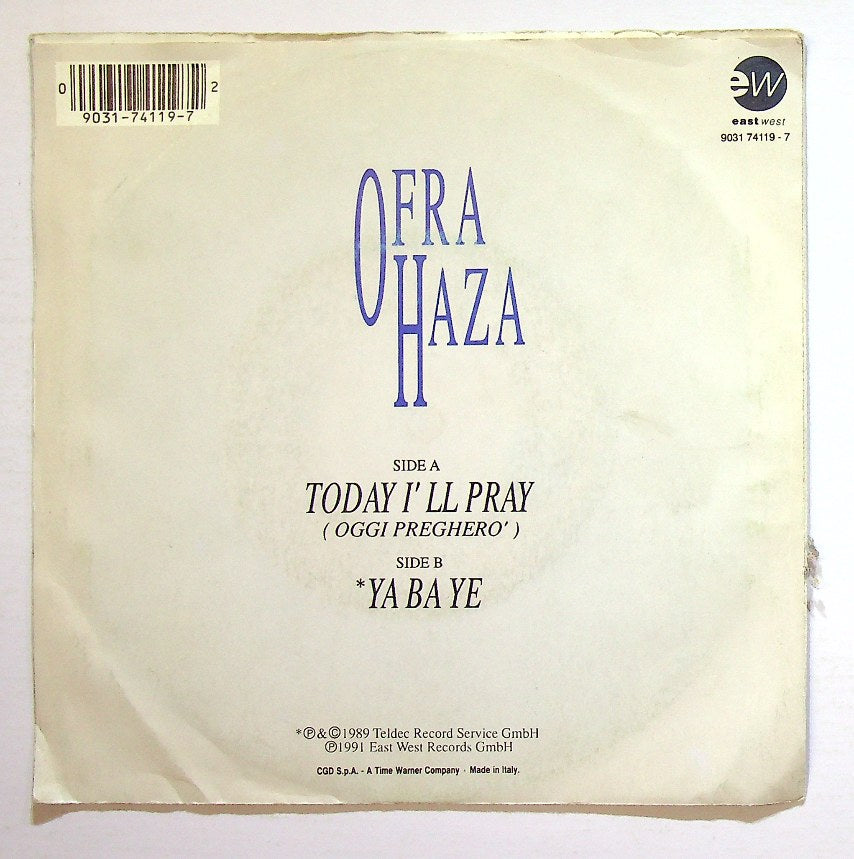 0 9031-74119-7 2
ew
east west
9031 74119 - 7
OFRA
HAZA
SIDE A
TODAY I' LL PRAY
( OGGI PREGHERO' )
SIDE B
*YA BA YE
*℗&©1989 Teldec Record Service GmbH
℗1991 East West Records GmbH
CGD S.p.A. - A Time Warner Company · Made in Italy.